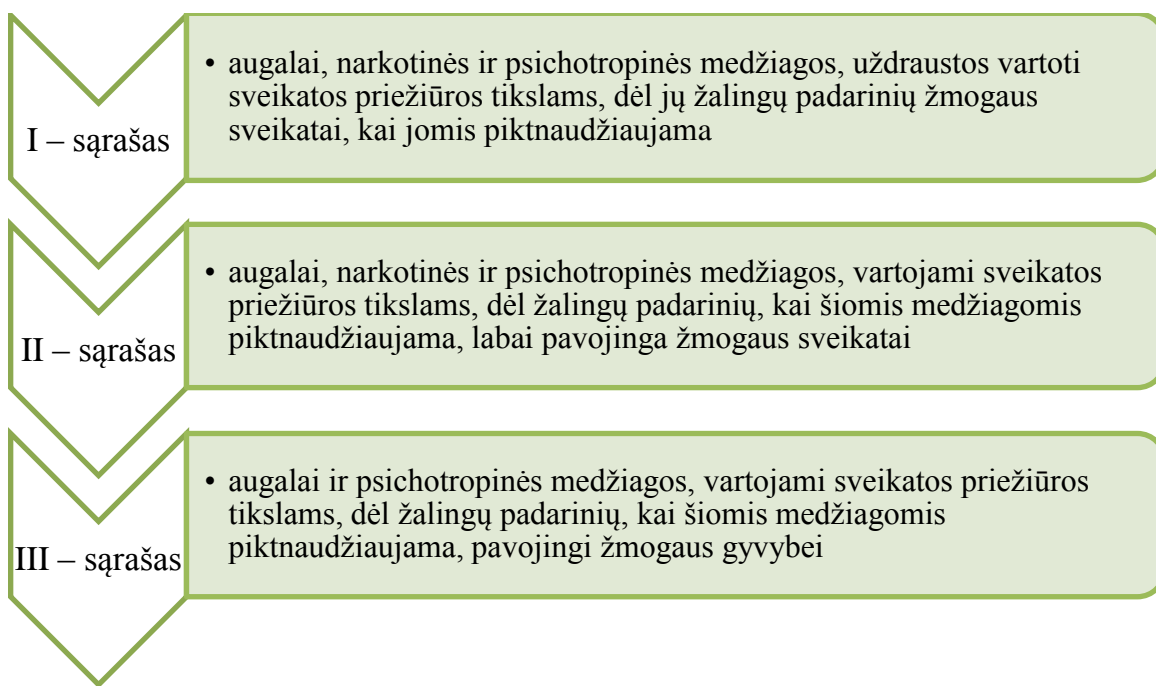 I – sąrašas
• augalai, narkotinės ir psichotropinės medžiagos, uždraustos vartoti
sveikatos priežiūros tikslams, dėl jų žalingų padarinių žmogaus
sveikatai, kai jomis piktnaudžiaujama
II – sąrašas
• augalai, narkotinės ir psichotropinės medžiagos, vartojami sveikatos
priežiūros tikslams, dėl žalingų padarinių, kai šiomis medžiagomis
piktnaudžiaujama, labai pavojinga žmogaus sveikatai
III – sąrašas
• augalai ir psichotropinės medžiagos, vartojami sveikatos priežiūros
tikslams, dėl žalingų padarinių, kai šiomis medžiagomis
piktnaudžiaujama, pavojingi žmogaus gyvybei